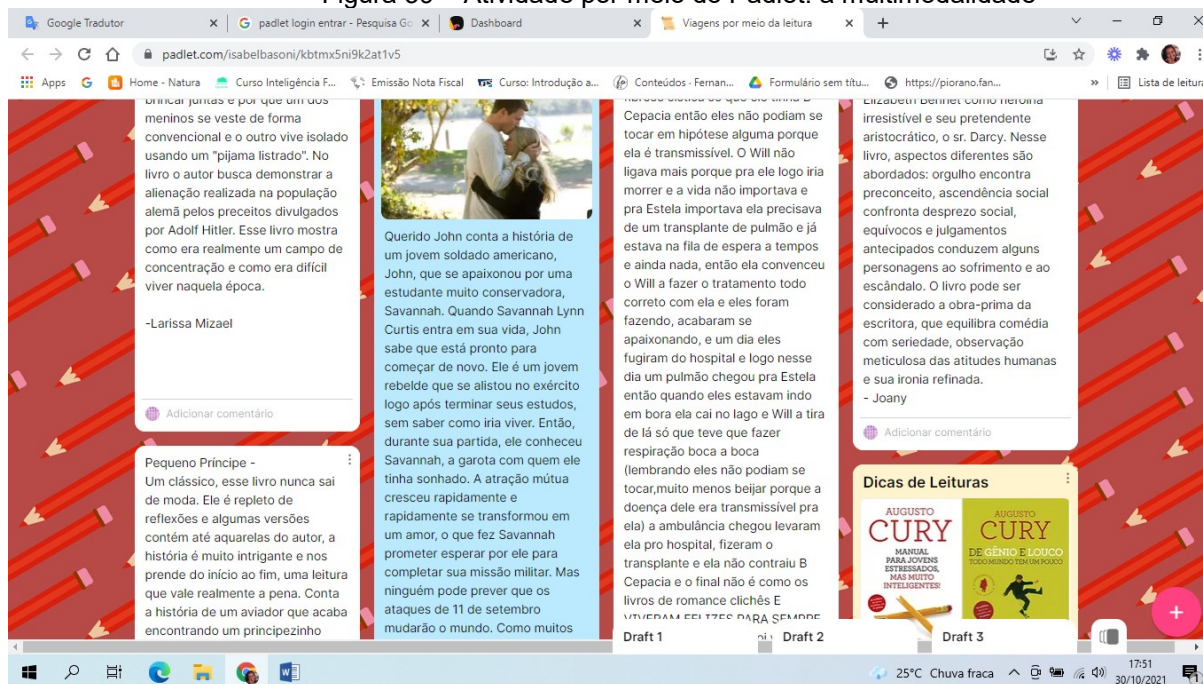 Google Tradutor
padlet login entrar - Pesquisa Go
Dashboard
Viagens por meio da leitura
padlet.com/isabelbasoni/kbtmx5ni9k2at1v5
Apps
Home - Natura
Curso Inteligência F...
Emissão Nota Fiscal
Curso: Introdução a...
Conteúdos - Fernan...
Formulário sem títu...
https://piorano.fan...
»
Lista de leitura
brincar juntas e por que um dos
meninos se veste de forma
convencional e o outro vive isolado
usando um "pijama listrado". No
livro o autor busca demonstrar a
alienação realizada na população
alemã pelos preceitos divulgados
por Adolf Hitler. Esse livro mostra
como era realmente um campo de
concentração e como era difícil
viver naquela época.
-Larissa Mizael
Adicionar comentário
Pequeno Príncipe -
Um clássico, esse livro nunca sai
de moda. Ele é repleto de
reflexões e algumas versões
contém até aquarelas do autor, a
história é muito intrigante e nos
prende do início ao fim, uma leitura
que vale realmente a pena. Conta
a história de um aviador que acaba
encontrando um principezinho
Querido John conta a história de
um jovem soldado americano,
John, que se apaixonou por uma
estudante muito conservadora,
Savannah. Quando Savannah Lynn
Curtis entra em sua vida, John
sabe que está pronto para
começar de novo. Ele é um jovem
rebelde que se alistou no exército
logo após terminar seus estudos,
sem saber como iria viver. Então,
durante sua partida, ele conheceu
Savannah, a garota com quem ele
tinha sonhado. A atração mútua
cresceu rapidamente e
rapidamente se transformou em
um amor, o que fez Savannah
prometer esperar por ele para
completar sua missão militar. Mas
ninguém pode prever que os
ataques de 11 de setembro
mudarão o mundo. Como muitos
Cepacia então eles não podiam se
tocar em hipótese alguma porque
ela é transmissível. O Will não
ligava mais porque pra ele logo iria
morrer e a vida não importava e
pra Estela importava ela precisava
de um transplante de pulmão e já
estava na fila de espera a tempos
e ainda nada, então ela convenceu
o Will a fazer o tratamento todo
correto com ela e eles foram
fazendo, acabaram se
apaixonando, e um dia eles
fugiram do hospital e logo nesse
dia um pulmão chegou pra Estela
então quando eles estavam indo
em bora ela cai no lago e Will a tira
de lá só que teve que fazer
respiração boca a boca
(lembrando eles não podiam se
tocar,muito menos beijar porque a
doença dele era transmissível pra
ela) a ambulância chegou levaram
ela pro hospital, fizeram o
transplante e ela não contraiu B
Cepacia e o final não é como os
livros de romance clichês E
VIVERAM FELIZES PARA SEMPRE
Elizabeth Bennet como heroína
irresistível e seu pretendente
aristocrático, o sr. Darcy. Nesse
livro, aspectos diferentes são
abordados: orgulho encontra
preconceito, ascendência social
confronta desprezo social,
equívocos e julgamentos
antecipados conduzem alguns
personagens ao sofrimento e ao
escândalo. O livro pode ser
considerado a obra-prima da
escritora, que equilibra comédia
com seriedade, observação
meticulosa das atitudes humanas
e sua ironia refinada.
- Joany
Adicionar comentário
Dicas de Leituras
AUGUSTO
CURY
MANUAL
PARA JOVENS
ESTRESSADOS,
MAS MUITO
INTELIGENTES!
AUGUSTO
CURY
DE GÊNIO E LOUCO
TODO MUNDO TEM UM POUCO
Draft 1
Draft 2
Draft 3
25°C Chuva fraca
17:51
30/10/2021